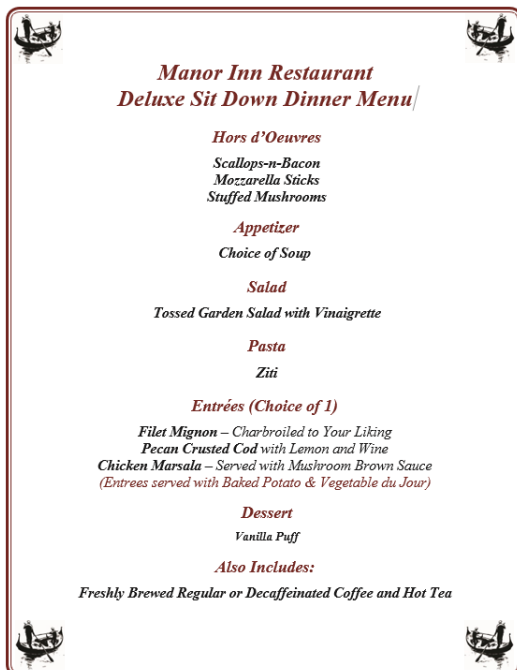 Manor Inn Restaurant
Deluxe Sit Down Dinner Menu
Hors d'Oeuvres
Scallops-n-Bacon
Mozzarella Sticks
Stuffed Mushrooms
Appetizer
Choice of Soup
Salad
Tossed Garden Salad with Vinaigrette
Pasta
Ziti
Entrées (Choice of 1)
Filet Mignon – Charbroiled to Your Liking
Pecan Crusted Cod with Lemon and Wine
Chicken Marsala – Served with Mushroom Brown Sauce
(Entrees served with Baked Potato & Vegetable du Jour)
Dessert
Vanilla Puff
Also Includes:
Freshly Brewed Regular or Decaffeinated Coffee and Hot Tea